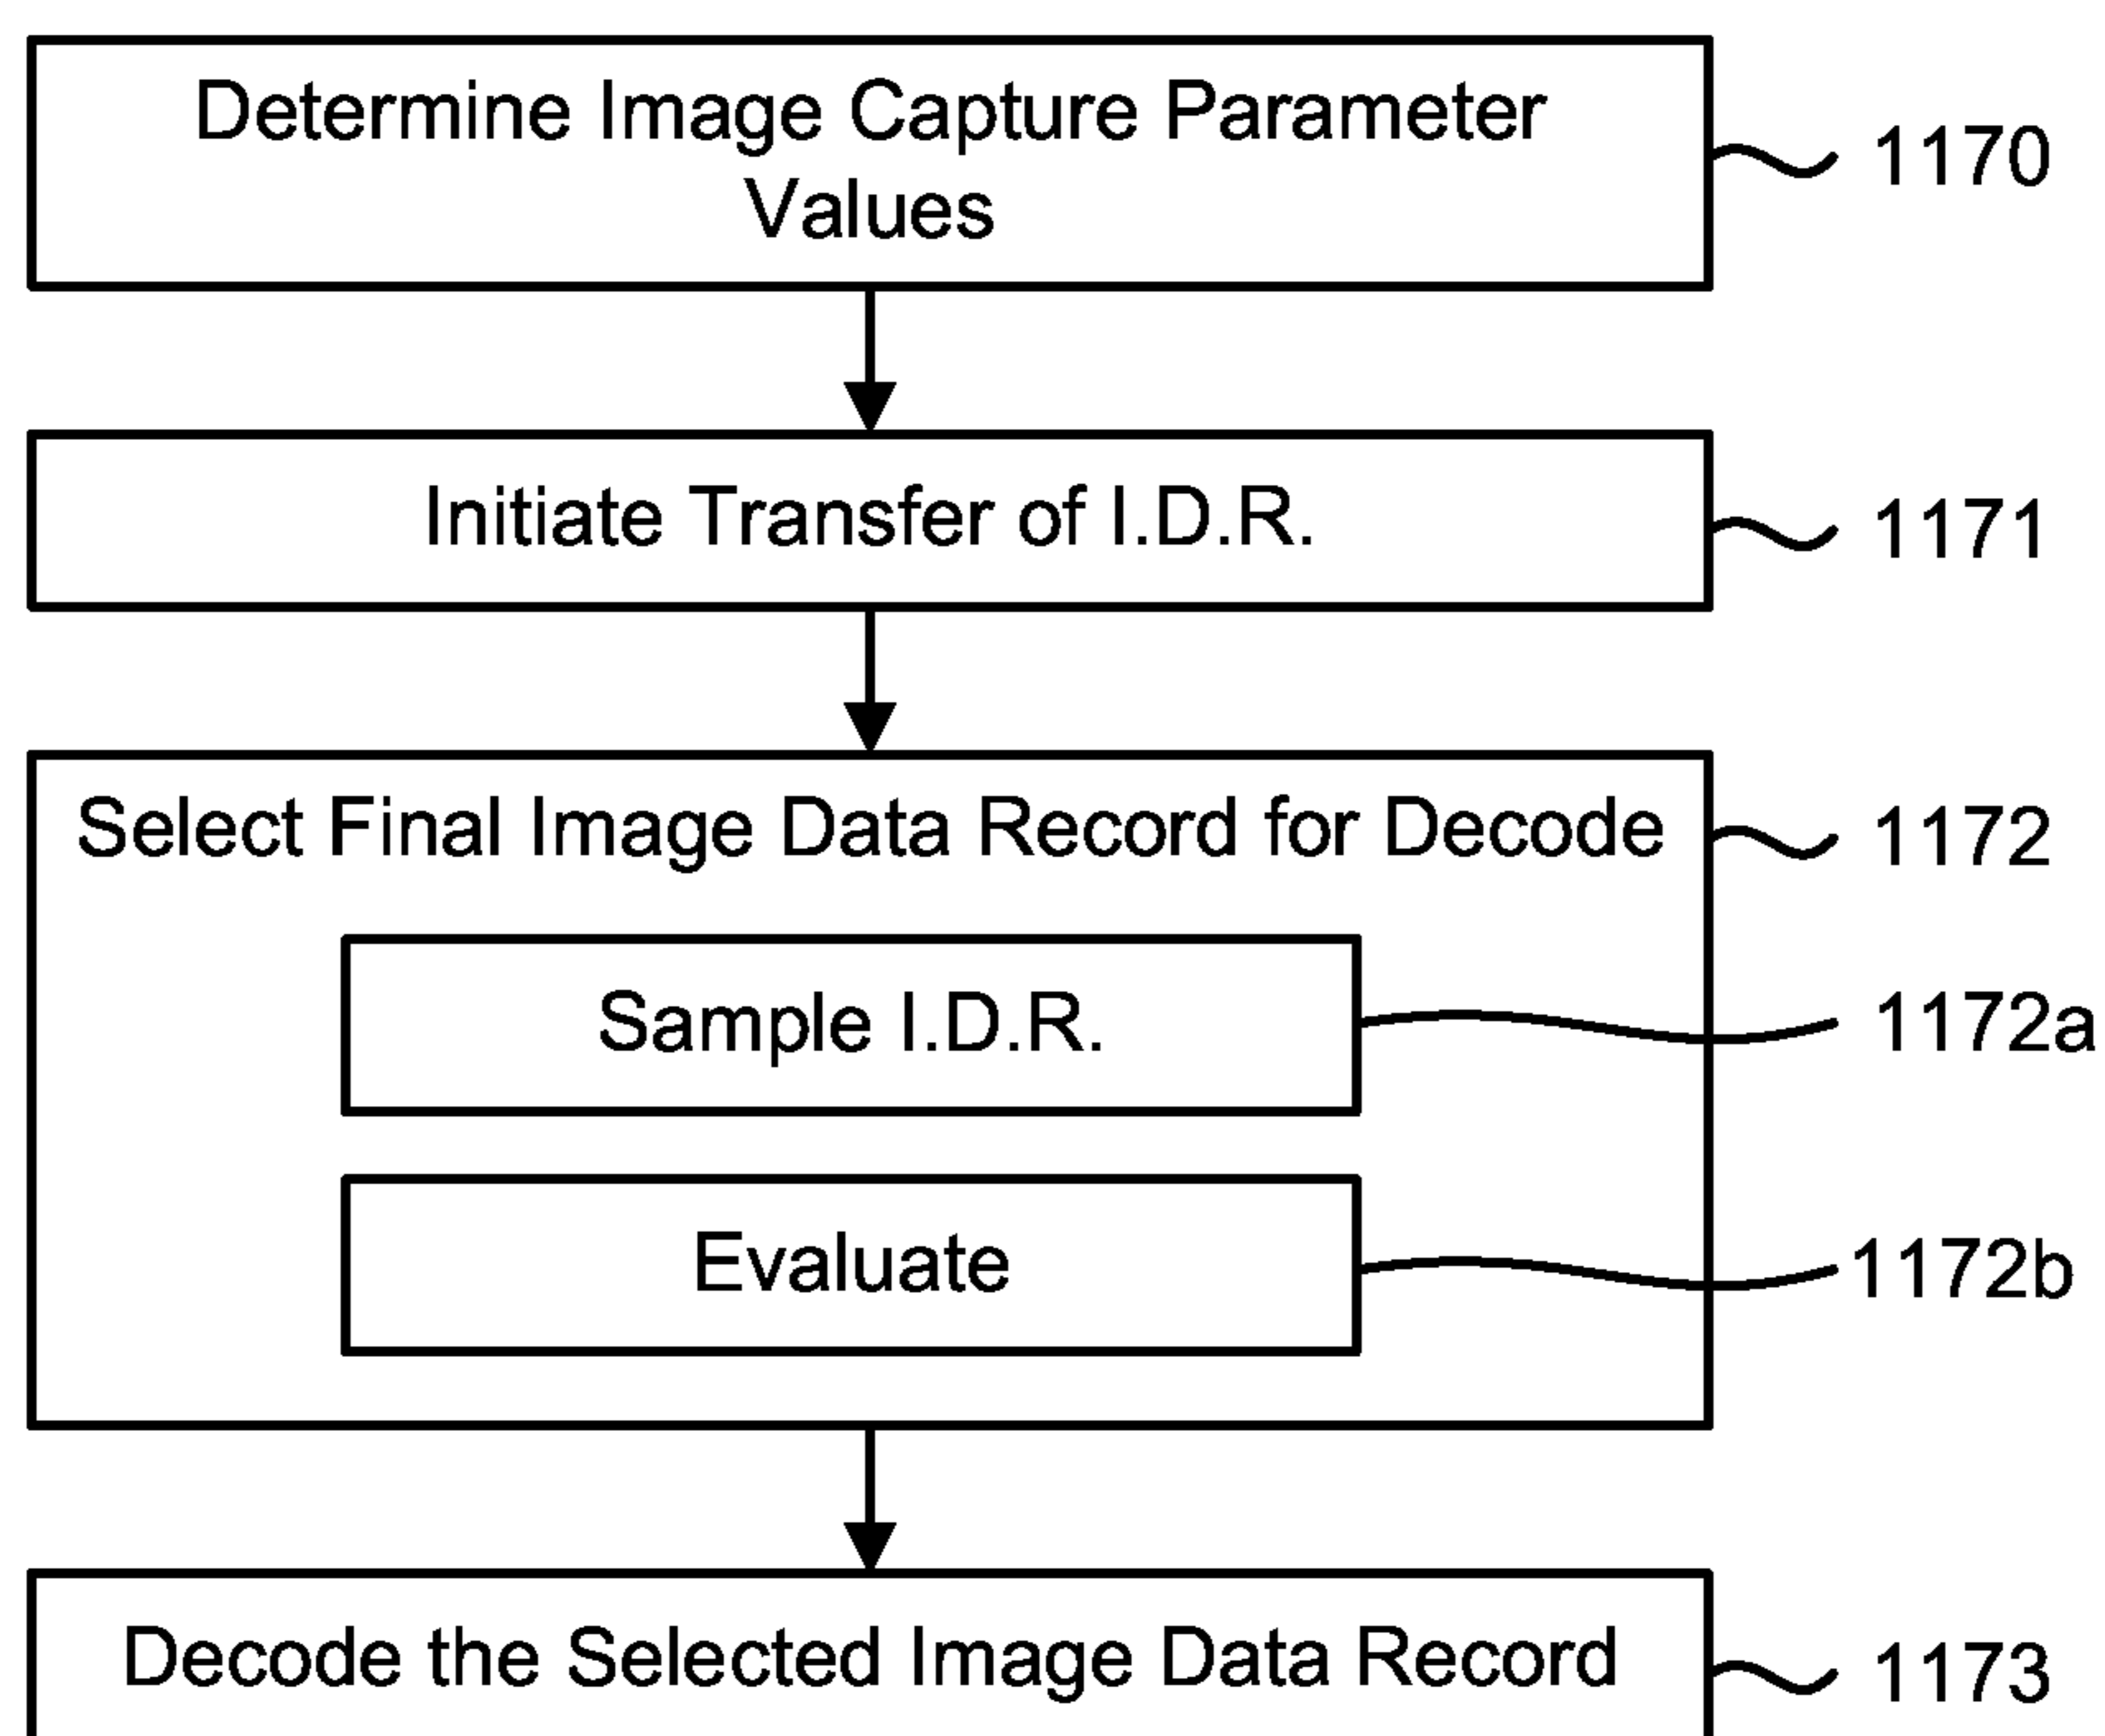 Determine Image Capture Parameter
Values
1170
Initiate Transfer of I.D.R.
1171
Select Final Image Data Record for Decode
1172
Sample I.D.R.
1172a
Evaluate
1172b
Decode the Selected Image Data Record
1173